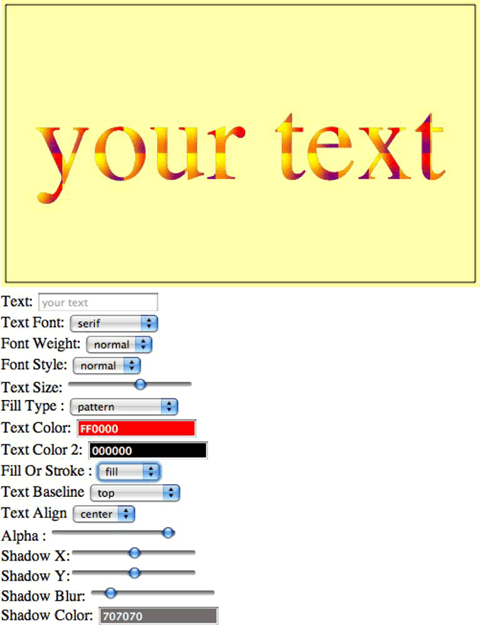 your text
Text: your text
Text Font: serif
Font Weight: normal
Font Style: normal
Text Size:
Fill Type : pattern
Text Color: FF0000
Text Color 2: 000000
Fill Or Stroke : fill
Text Baseline top
Text Align center
Alpha :
Shadow X:
Shadow Y:
Shadow Blur:
Shadow Color: 707070